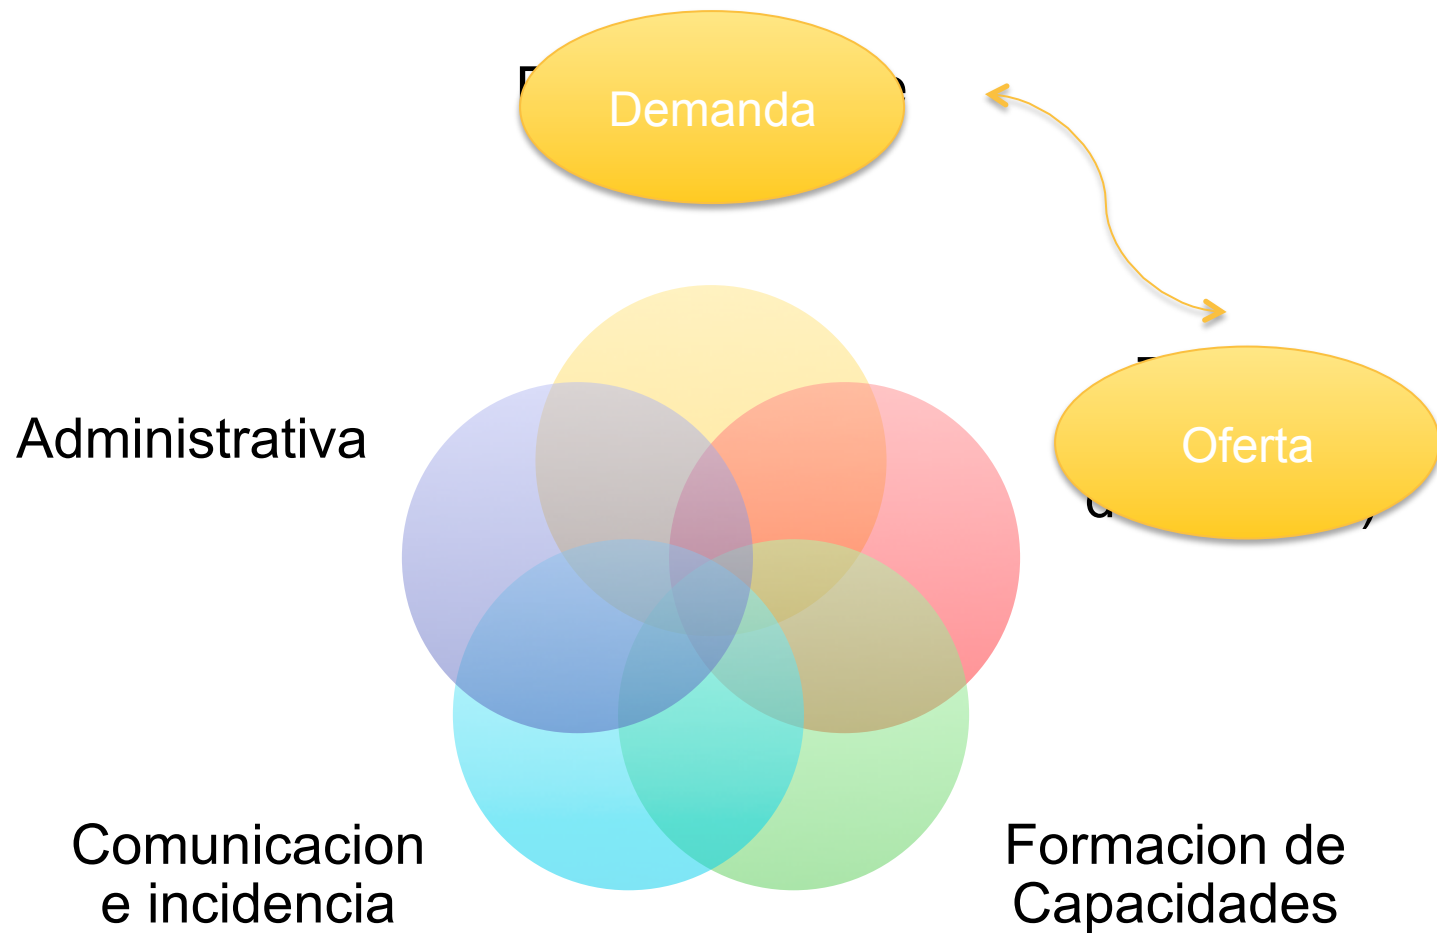 Demanda
Oferta
Administrativa
Comunicacion
e incidencia
Formacion de
Capacidades